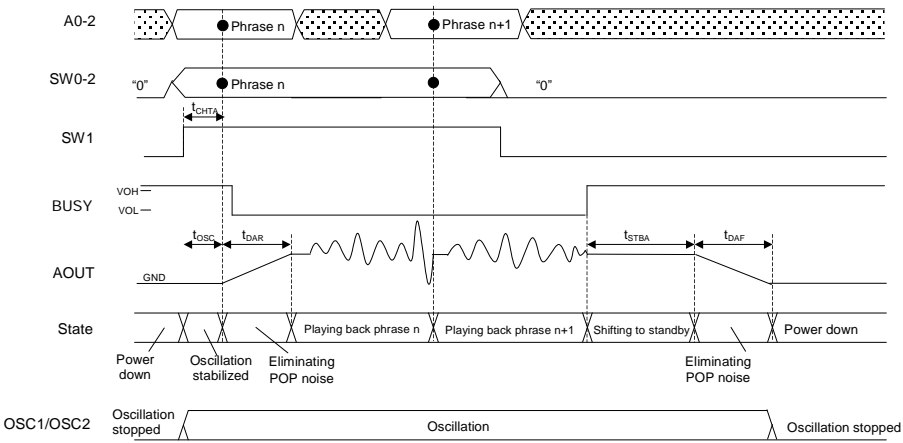 A0-2
Phrase n
Phrase n+1
SW0-2
“0”
Phrase n
“0”
tCHTA
SW1
BUSY
VOH
VOL
tOSC
tDAR
tSTBA
tDAF
AOUT
GND
State
Playing back phrase n
Playing back phrase n+1
Shifting to standby
Power down
Power
down
Oscillation
stabilized
Eliminating
POP noise
Eliminating
POP noise
OSC1/OSC2
Oscillation
stopped
Oscillation
Oscillation stopped